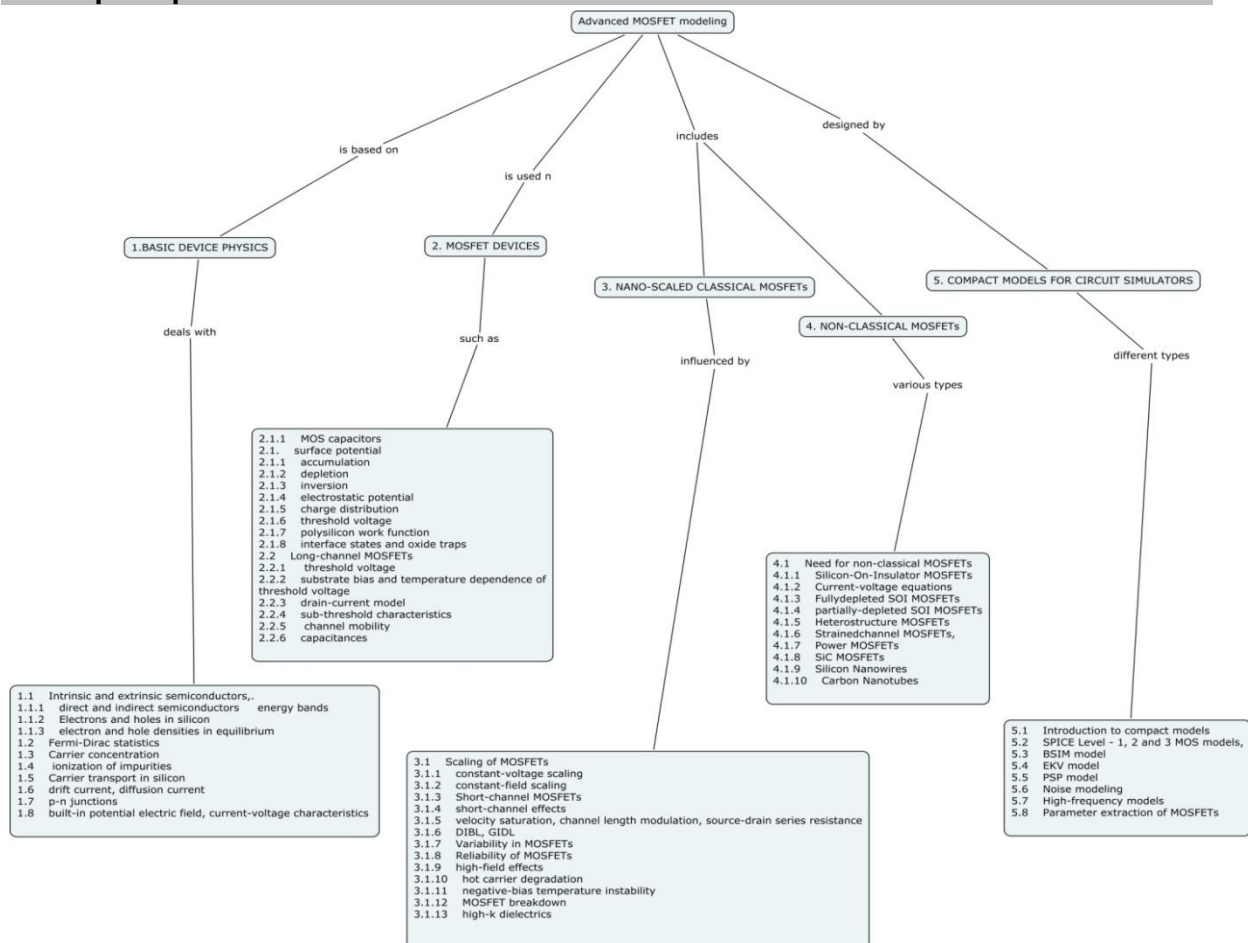 Advanced MOSFET modeling
is based on
is used n
includes
designed by
1.BASIC DEVICE PHYSICS
2. MOSFET DEVICES
3. NANO-SCALED CLASSICAL MOSFETs
4. NON-CLASSICAL MOSFETs
5. COMPACT MODELS FOR CIRCUIT SIMULATORS
deals with
such as
influenced by
various types
different types
1.1 Intrinsic and extrinsic semiconductors,.
1.1.1 direct and indirect semiconductors energy bands
1.1.2 Electrons and holes in silicon
1.1.3 electron and hole densities in equilibrium
1.2 Fermi-Dirac statistics
1.3 Carrier concentration
1.4 ionization of impurities
1.5 Carrier transport in silicon
1.6 drift current, diffusion current
1.7 p-n junctions
1.8 built-in potential electric field, current-voltage characteristics
2.1.1 MOS capacitors
2.1. surface potential
2.1.1 accumulation
2.1.2 depletion
2.1.3 inversion
2.1.4 electrostatic potential
2.1.5 charge distribution
2.1.6 threshold voltage
2.1.7 polysilicon work function
2.1.8 interface states and oxide traps
2.2 Long-channel MOSFETs
2.2.1 threshold voltage
2.2.2 substrate bias and temperature dependence of
threshold voltage
2.2.3 drain-current model
2.2.4 sub-threshold characteristics
2.2.5 channel mobility
2.2.6 capacitances
3.1 Scaling of MOSFETs
3.1.1 constant-voltage scaling
3.1.2 constant-field scaling
3.1.3 Short-channel MOSFETs
3.1.4 short-channel effects
3.1.5 velocity saturation, channel length modulation, source-drain series resistance
3.1.6 DIBL, GIDL
3.1.7 Variability in MOSFETs
3.1.8 Reliability of MOSFETs
3.1.9 high-field effects
3.1.10 hot carrier degradation
3.1.11 negative-bias temperature instability
3.1.12 MOSFET breakdown
3.1.13 high-k dielectrics
4.1 Need for non-classical MOSFETs
4.1.1 Silicon-On-Insulator MOSFETs
4.1.2 Current-voltage equations
4.1.3 Fullydepleted SOI MOSFETs
4.1.4 partially-depleted SOI MOSFETs
4.1.5 Heterostructure MOSFETs
4.1.6 Strainedchannel MOSFETs,
4.1.7 Power MOSFETs
4.1.8 SiC MOSFETs
4.1.9 Silicon Nanowires
4.1.10 Carbon Nanotubes
5.1 Introduction to compact models
5.2 SPICE Level - 1, 2 and 3 MOS models,
5.3 BSIM model
5.4 EKV model
5.5 PSP model
5.6 Noise modeling
5.7 High-frequency models
5.8 Parameter extraction of MOSFETs